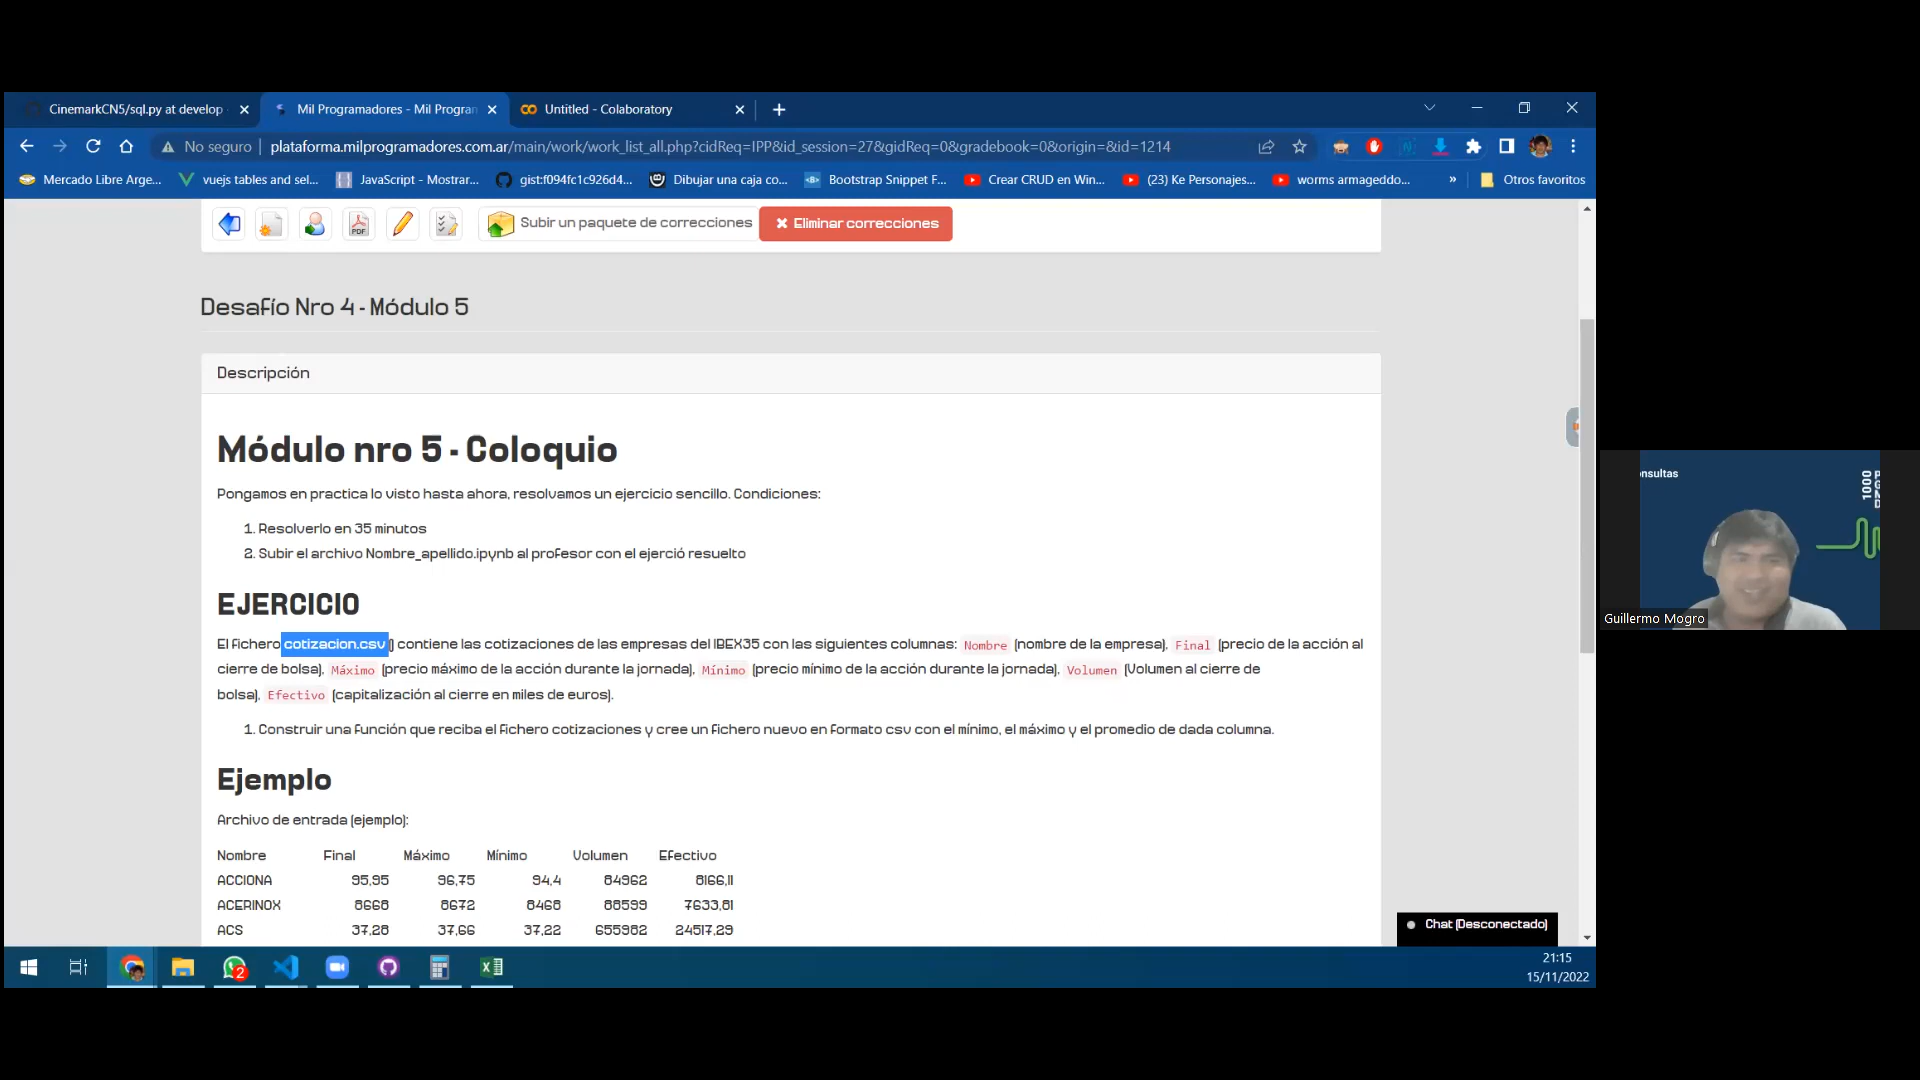 CinemarkCN5/sql.py at develop
Mil Programadores - Mil Progran
Untitled - Colaboratory
No seguro | plataforma.milprogramadores.com.ar/main/work/work_list_all.php?cidReq=IPP&id_session=27&gidReq=0&gradebook=0&origin=&id=1214
Mercado Libre Arge... vuejs tables and sel... JavaScript - Mostrar... gist:f094fc1c926d4... Dibujar una caja co... Bootstrap Snippet F... Crear CRUD en Win... (23) Ke Personajes... worms armageddo... » Otros favoritos
PDF
Subir un paquete de correcciones
Eliminar correcciones
Desafío Nro 4 - Módulo 5
Descripción
Módulo nro 5 - Coloquio
Pongamos en practica lo visto hasta ahora, resolvamos un ejercicio sencillo. Condiciones:
1. Resolverlo en 35 minutos
2. Subir el archivo Nombre_apellido.ipynb al profesor con el ejerció resuelto
EJERCICIO
El fichero cotizacion.csv() contiene las cotizaciones de las empresas del IBEX35 con las siguientes columnas: Nombre (nombre de la empresa), Final (precio de la acción al
cierre de bolsa), Máximo (precio máximo de la acción durante la jornada), Mínimo (precio mínimo de la acción durante la jornada), Volumen (Volumen al cierre de
bolsa), Efectivo (capitalización al cierre en miles de euros).
1. Construir una función que reciba el fichero cotizaciones y cree un fichero nuevo en formato csv con el mínimo, el máximo y el promedio de dada columna.
Ejemplo
Archivo de entrada (ejemplo):
Nombre Final Máximo Mínimo Volumen Efectivo
ACCIONA 95,95 96,75 94,4 84962 8166,11
ACERINOX 8668 8672 8468 88599 7633,81
ACS 37,28 37,66 37,22 655982 24517,29
Chat (Desconectado)
2
21:15
15/11/2022
nsultas
1000
Guillermo Mogro